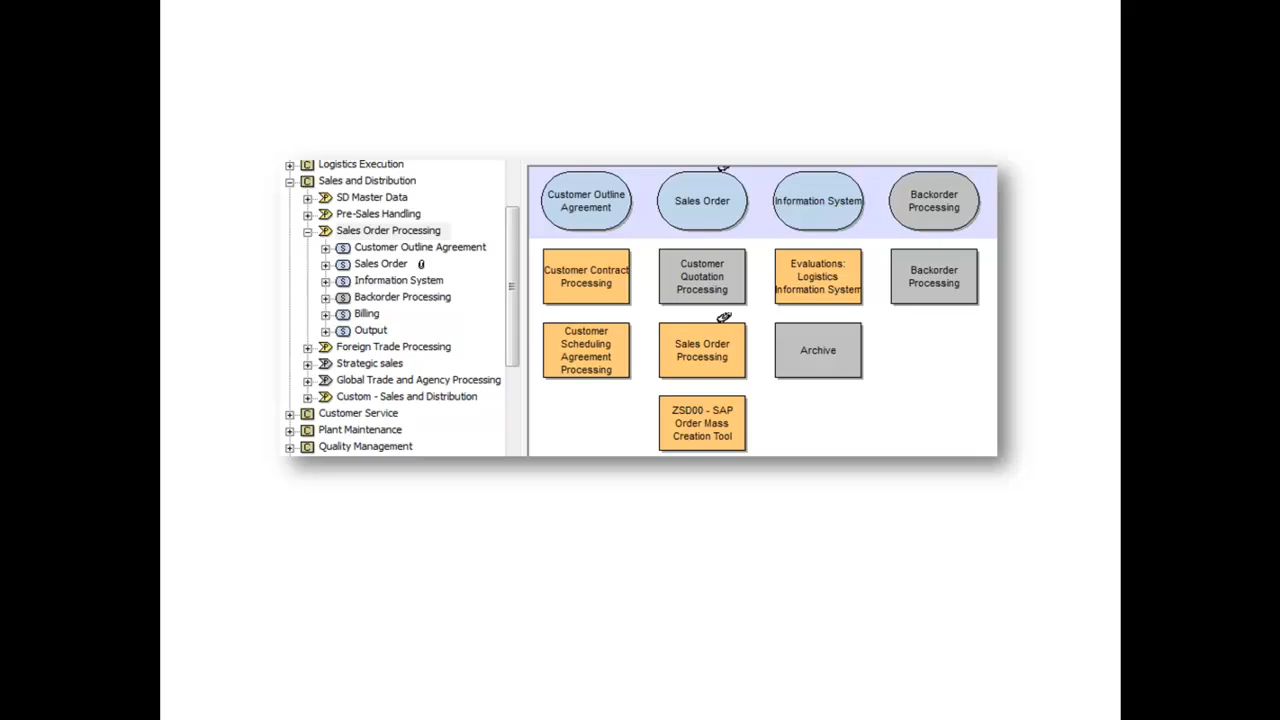 Logistics Execution
Sales and Distribution
SD Master Data
Pre-Sales Handling
Sales Order Processing
Customer Outline Agreement
Sales Order
Information System
Backorder Processing
Billing
Output
Foreign Trade Processing
Strategic sales
Global Trade and Agency Processing
Custom - Sales and Distribution
Customer Service
Plant Maintenance
Quality Management
Customer Outline
Agreement
Sales Order
Information System
Backorder
Processing
Customer Contract
Processing
Customer
Quotation
Processing
Evaluations:
Logistics
Information System
Backorder
Processing
Customer
Scheduling
Agreement
Processing
Sales Order
Processing
Archive
ZSD00 - SAP
Order Mass
Creation Tool